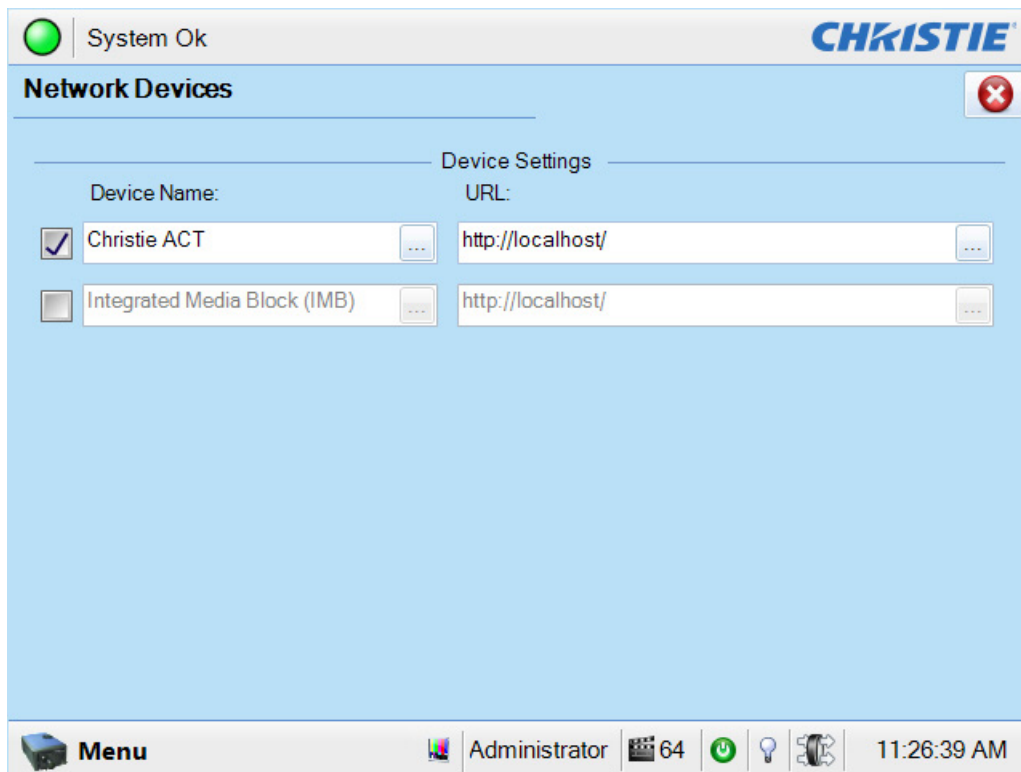 System Ok
CHRISTIE
Network Devices
Device Settings
Device Name: URL:
Christie ACT ... http://localhost/ ...
Integrated Media Block (IMB) ... http://localhost/ ...
Menu Administrator 64 11:26:39 AM